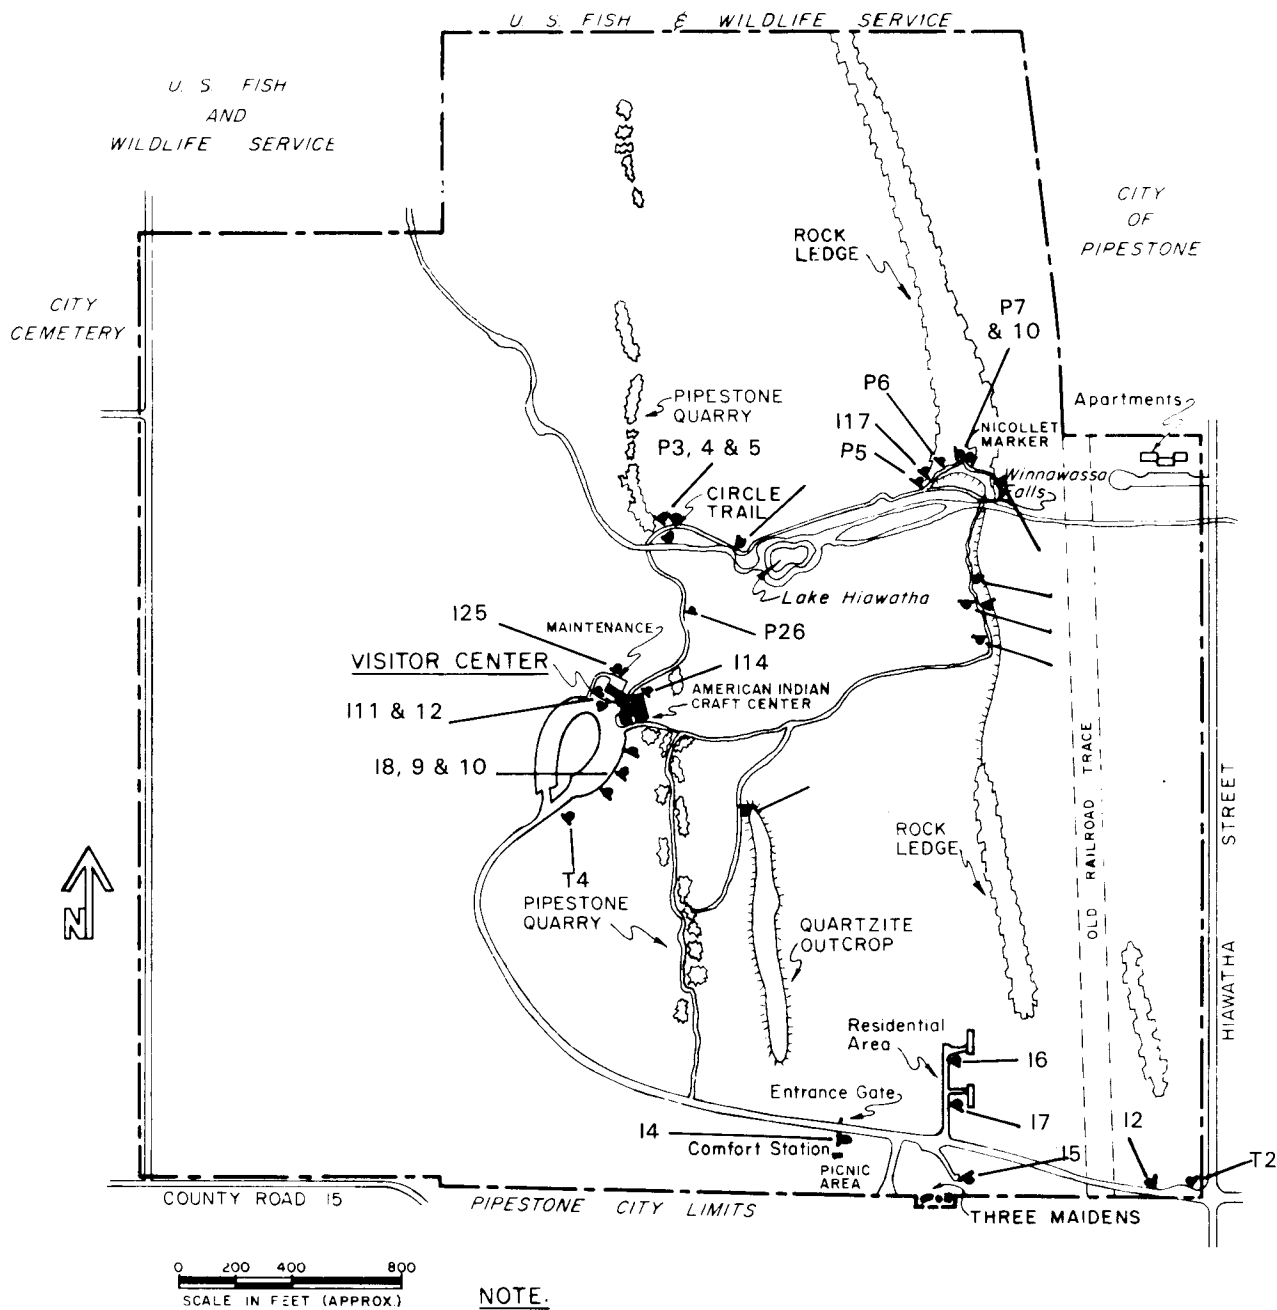 U. S. FISH & WILDLIFE SERVICE
U. S. FISH
AND
WILDLIFE SERVICE
CITY
OF
PIPESTONE
ROCK
LEDGE
CITY
CEMETERY
P7
& 10
P6
Apartments
I17
PIPESTONE
QUARRY
NICOLLET
MARKER
P5
P3, 4 & 5
Winnawassa
Falls
CIRCLE
TRAIL
Lake Hiawatha
I25
MAINTENANCE
P26
VISITOR CENTER
I14
AMERICAN INDIAN
CRAFT CENTER
I11 & 12
I8, 9 & 10
OLD RAILROAD TRACE
HIAWATHA STREET
ROCK
LEDGE
T4
PIPESTONE
QUARRY
QUARTZITE
OUTCROP
N
Residential
Area
I6
Entrance Gate
I7
I2
I4
Comfort Station
I5
T2
PICNIC
AREA
COUNTY ROAD 15
PIPESTONE CITY LIMITS
THREE MAIDENS
0 200 400 800
SCALE IN FEET (APPROX.)
NOTE.